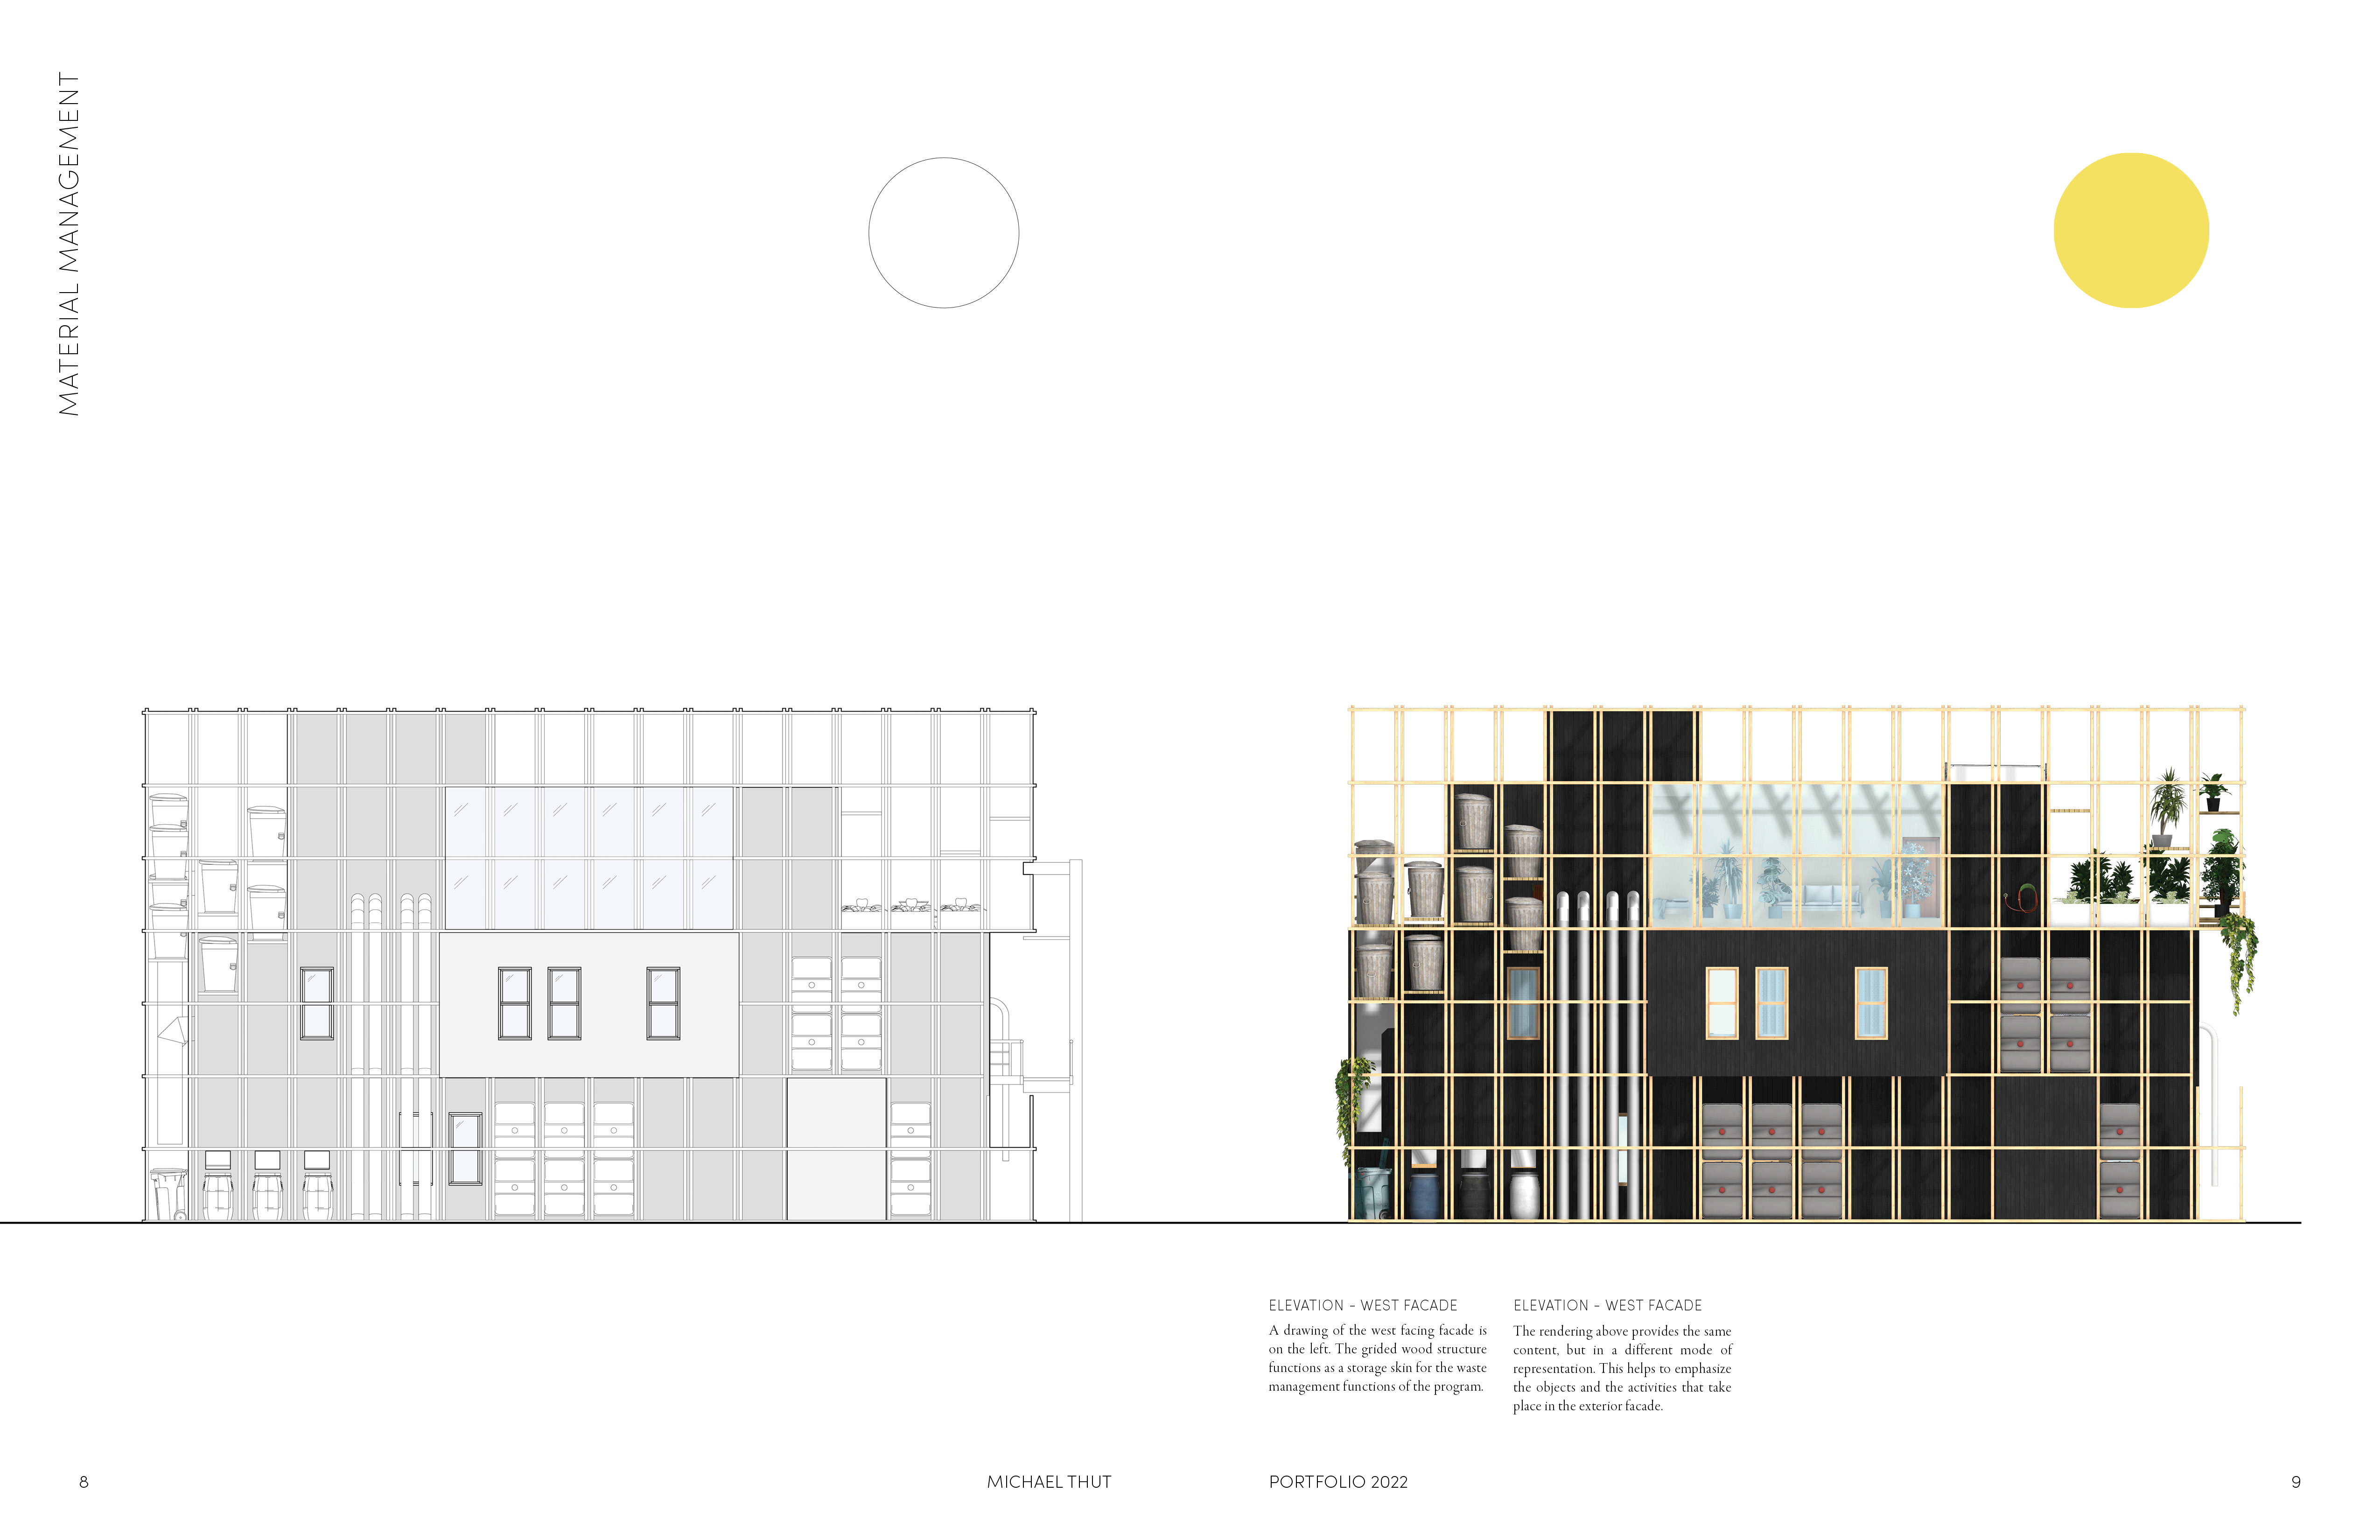 MATERIAL MANAGEMENT
ELEVATION - WEST FACADE
A drawing of the west facing facade is
on the left. The grided wood structure
functions as a storage skin for the waste
management functions of the program.
ELEVATION - WEST FACADE
The rendering above provides the same
content, but in a different mode of
representation. This helps to emphasize
the objects and the activities that take
place in the exterior facade.
8
MICHAEL THUT
PORTFOLIO 2022
9